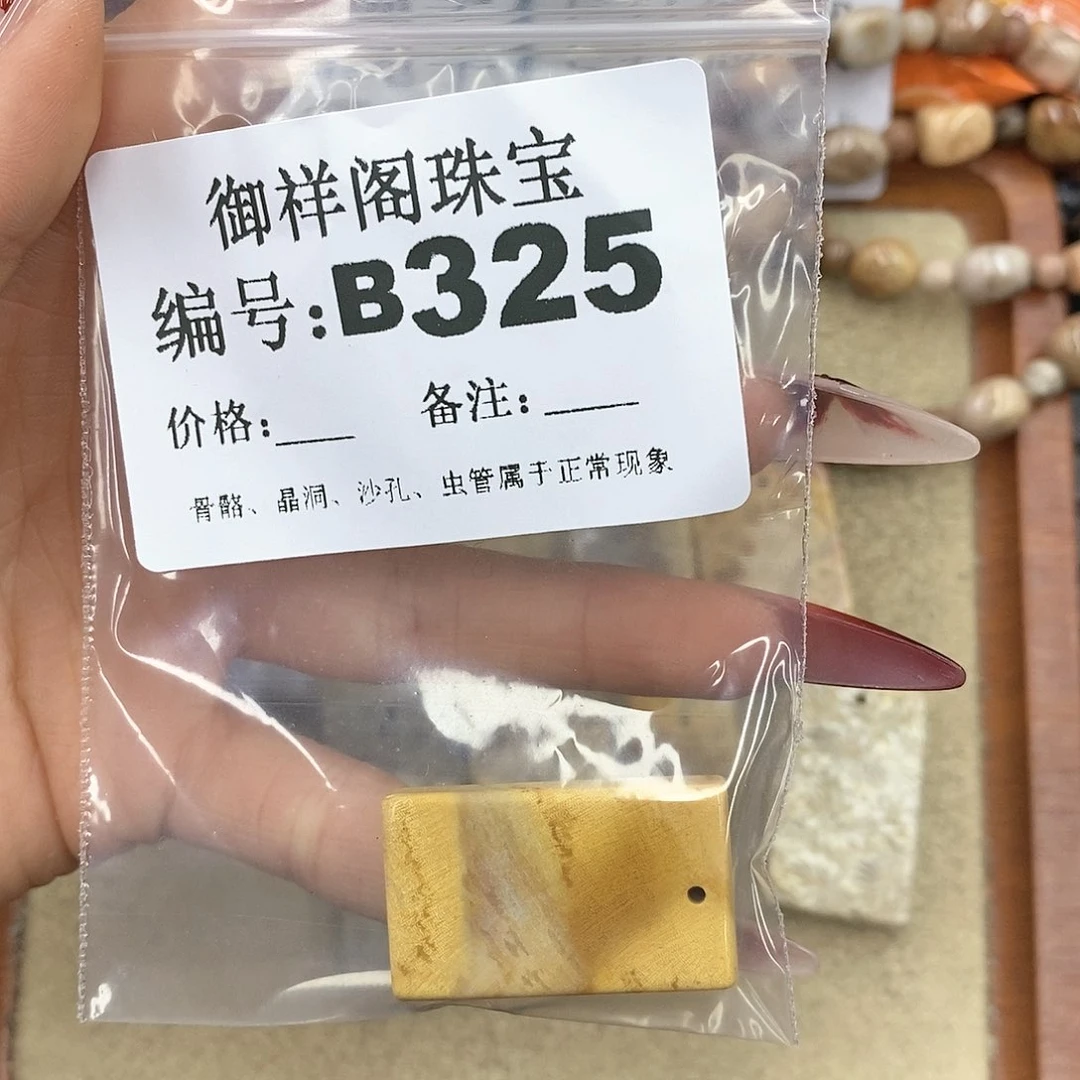 御祥阁珠宝
编号:B325
价格:___ 备注:____
骨骼、晶洞、沙孔、虫管属于正常现象